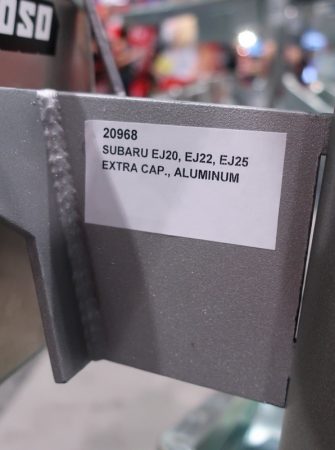 OSO
20968
SUBARU EJ20, EJ22, EJ25
EXTRA CAP., ALUMINUM